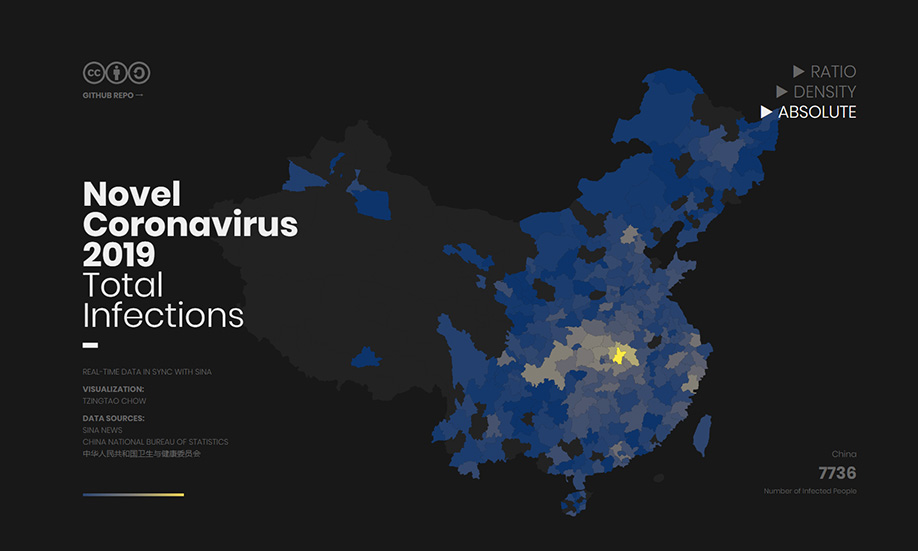 cc
GITHUB REPO →
RATIO
DENSITY
ABSOLUTE
Novel
Coronavirus
2019
Total
Infections
REAL-TIME DATA IN SYNC WITH SINA
VISUALIZATION:
TZINGTAO CHOW
DATA SOURCES:
SINA NEWS
CHINA NATIONAL BUREAU OF STATISTICS
中华人民共和国卫生与健康委员会
China
7736
Number of Infected People